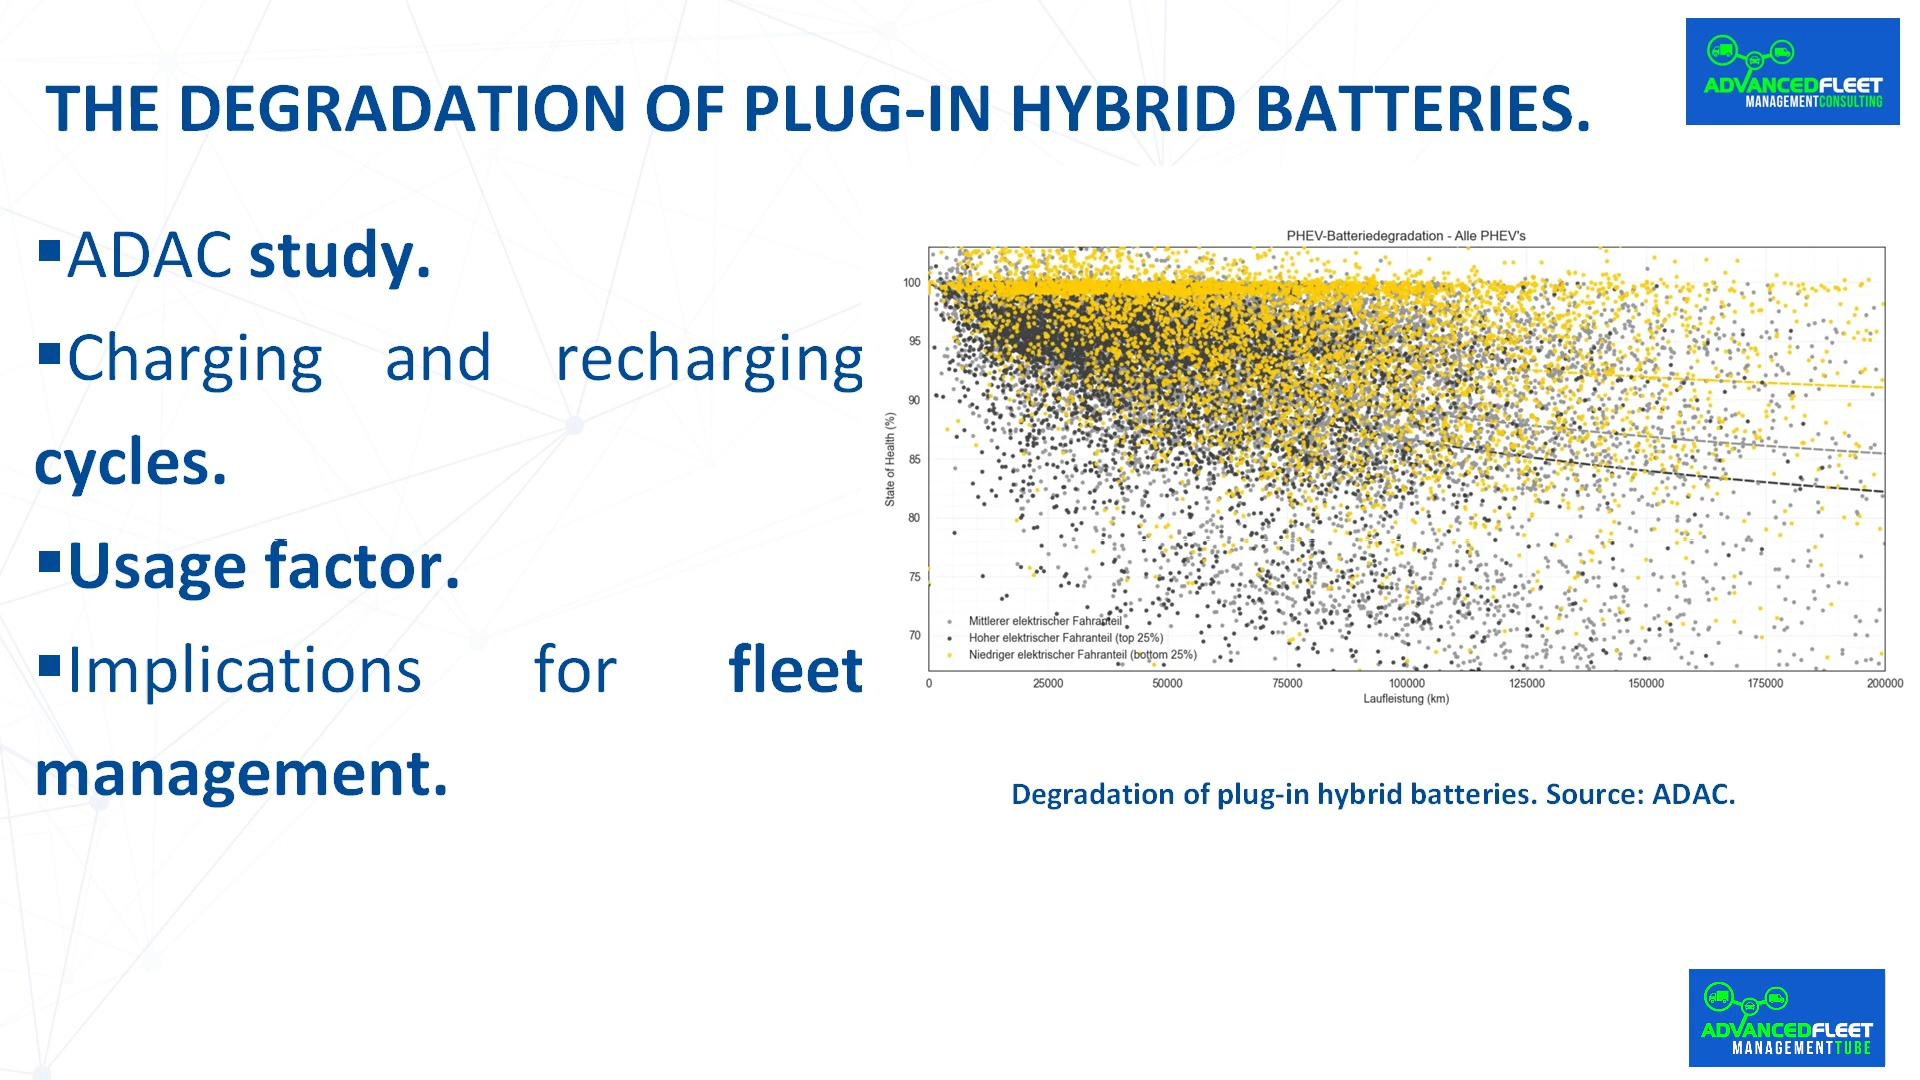 THE DEGRADATION OF PLUG-IN HYBRID BATTERIES.
ADVANCEDFLEET
MANAGEMENTCONSULTING
▪ADAC study.
▪Charging and recharging
cycles.
▪Usage factor.
▪Implications for fleet
management.
PHEV-Batteriedegradation - Alle PHEV's
State of Health (%)
100
95
90
85
80
75
70
Mittlerer elektrischer Fahranteil
Hoher elektrischer Fahranteil (top 25%)
Niedriger elektrischer Fahranteil (bottom 25%)
0 25000 50000 75000 100000 125000 150000 175000 200000
Laufleistung (km)
Degradation of plug-in hybrid batteries. Source: ADAC.
ADVANCEDFLEET
MANAGEMENTTUBE